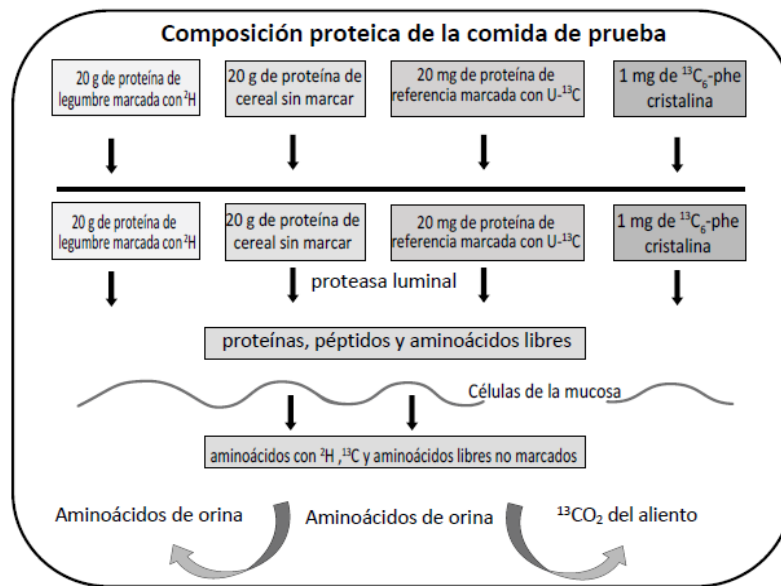 Composición proteica de la comida de prueba
20 g de proteína de
legumbre marcada con ²H
20 g de proteína de
cereal sin marcar
20 mg de proteína de
referencia marcada con U-¹³C
1 mg de ¹³C₆-phe
cristalina
20 g de proteína de
legumbre marcada con ²H
20 g de proteína de
cereal sin marcar
20 mg de proteína de
referencia marcada con U-¹³C
1 mg de ¹³C₆-phe
cristalina
proteasa luminal
proteínas, péptidos y aminoácidos libres
Células de la mucosa
aminoácidos con ²H ,¹³C y aminoácidos libres no marcados
Aminoácidos de orina
Aminoácidos de orina
¹³CO₂ del aliento